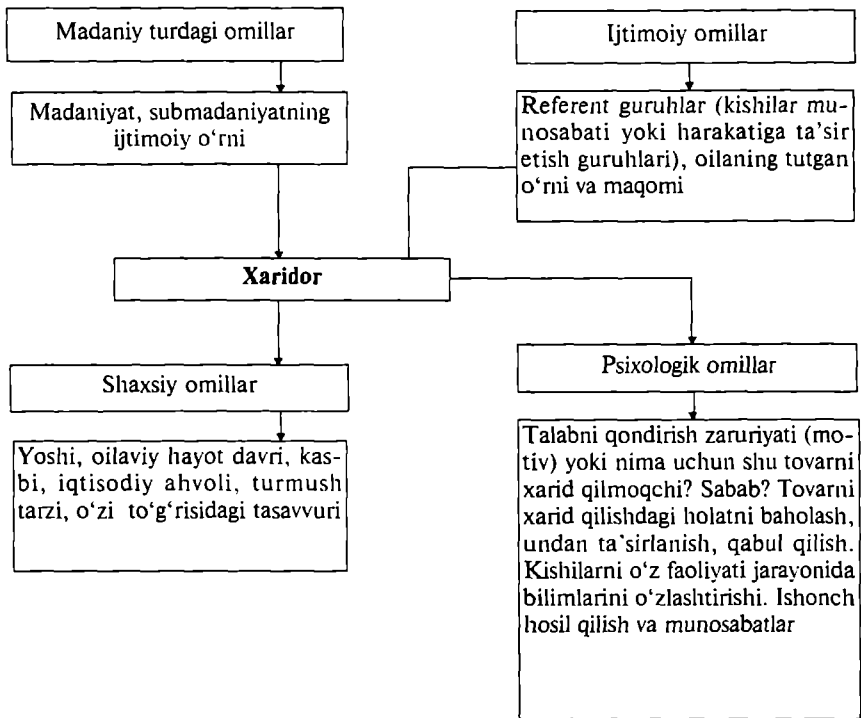 Madaniy turdagi omillar
Madaniyat, submadaniyatning
ijtimoiy o‘rni
Ijtimoiy omillar
Referent guruhlar (kishilar mu-
nosabati yoki harakatiga ta'sir
etish guruhlari), oilaning tutgan
o‘rni va maqomi
Xaridor
Shaxsiy omillar
Yoshi, oilaviy hayot davri, kas-
bi, iqtisodiy ahvoli, turmush
tarzi, o‘zi to‘g‘risidagi tasavvuri
Psixologik omillar
Talabni qondirish zaruriyati (mo-
tiv) yoki nima uchun shu tovarni
xarid qilmoqchi? Sabab? Tovarni
xarid qilishdagi holatni baholash,
undan ta'sirlanish, qabul qilish.
Kishilarni o‘z faoliyati jarayonida
bilimlarini o‘zlashtirishi. Ishonch
hosil qilish va munosabatlar